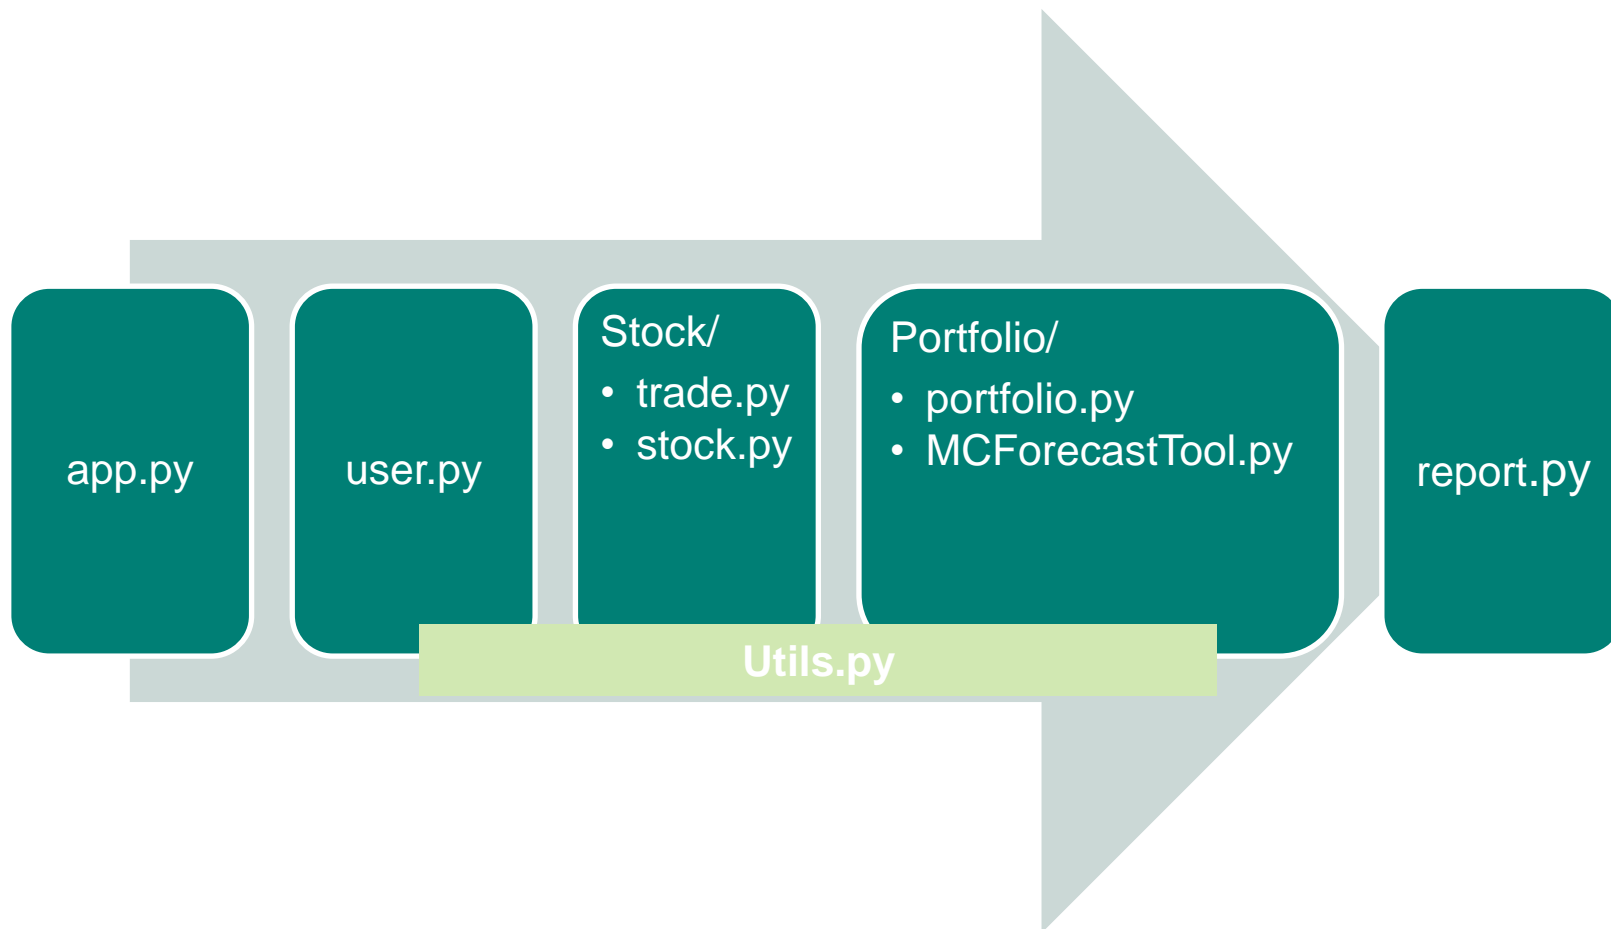 app.py
user.py
Stock/
• trade.py
• stock.py
Portfolio/
• portfolio.py
• MCForecastTool.py
report.py
Utils.py